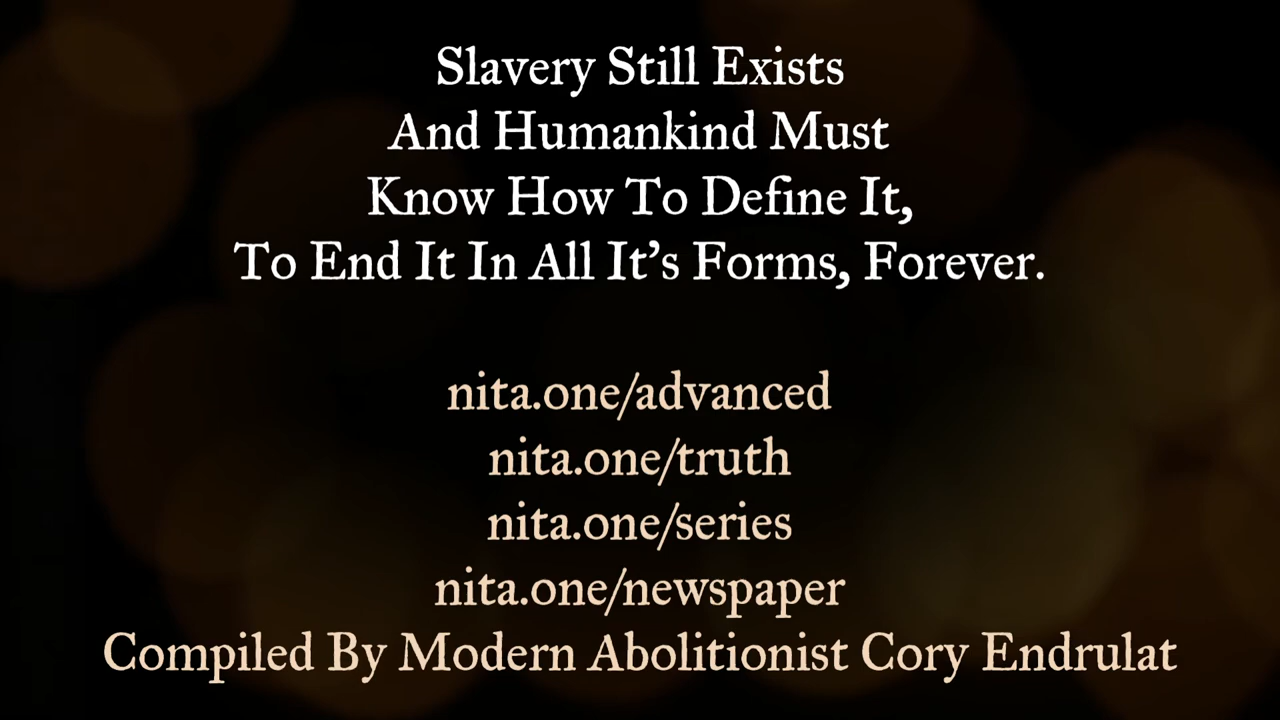 Slavery Still Exists
And Humankind Must
Know How To Define It,
To End It In All It's Forms, Forever.
nita.one/advanced
nita.one/truth
nita.one/series
nita.one/newspaper
Compiled By Modern Abolitionist Cory Endrulat